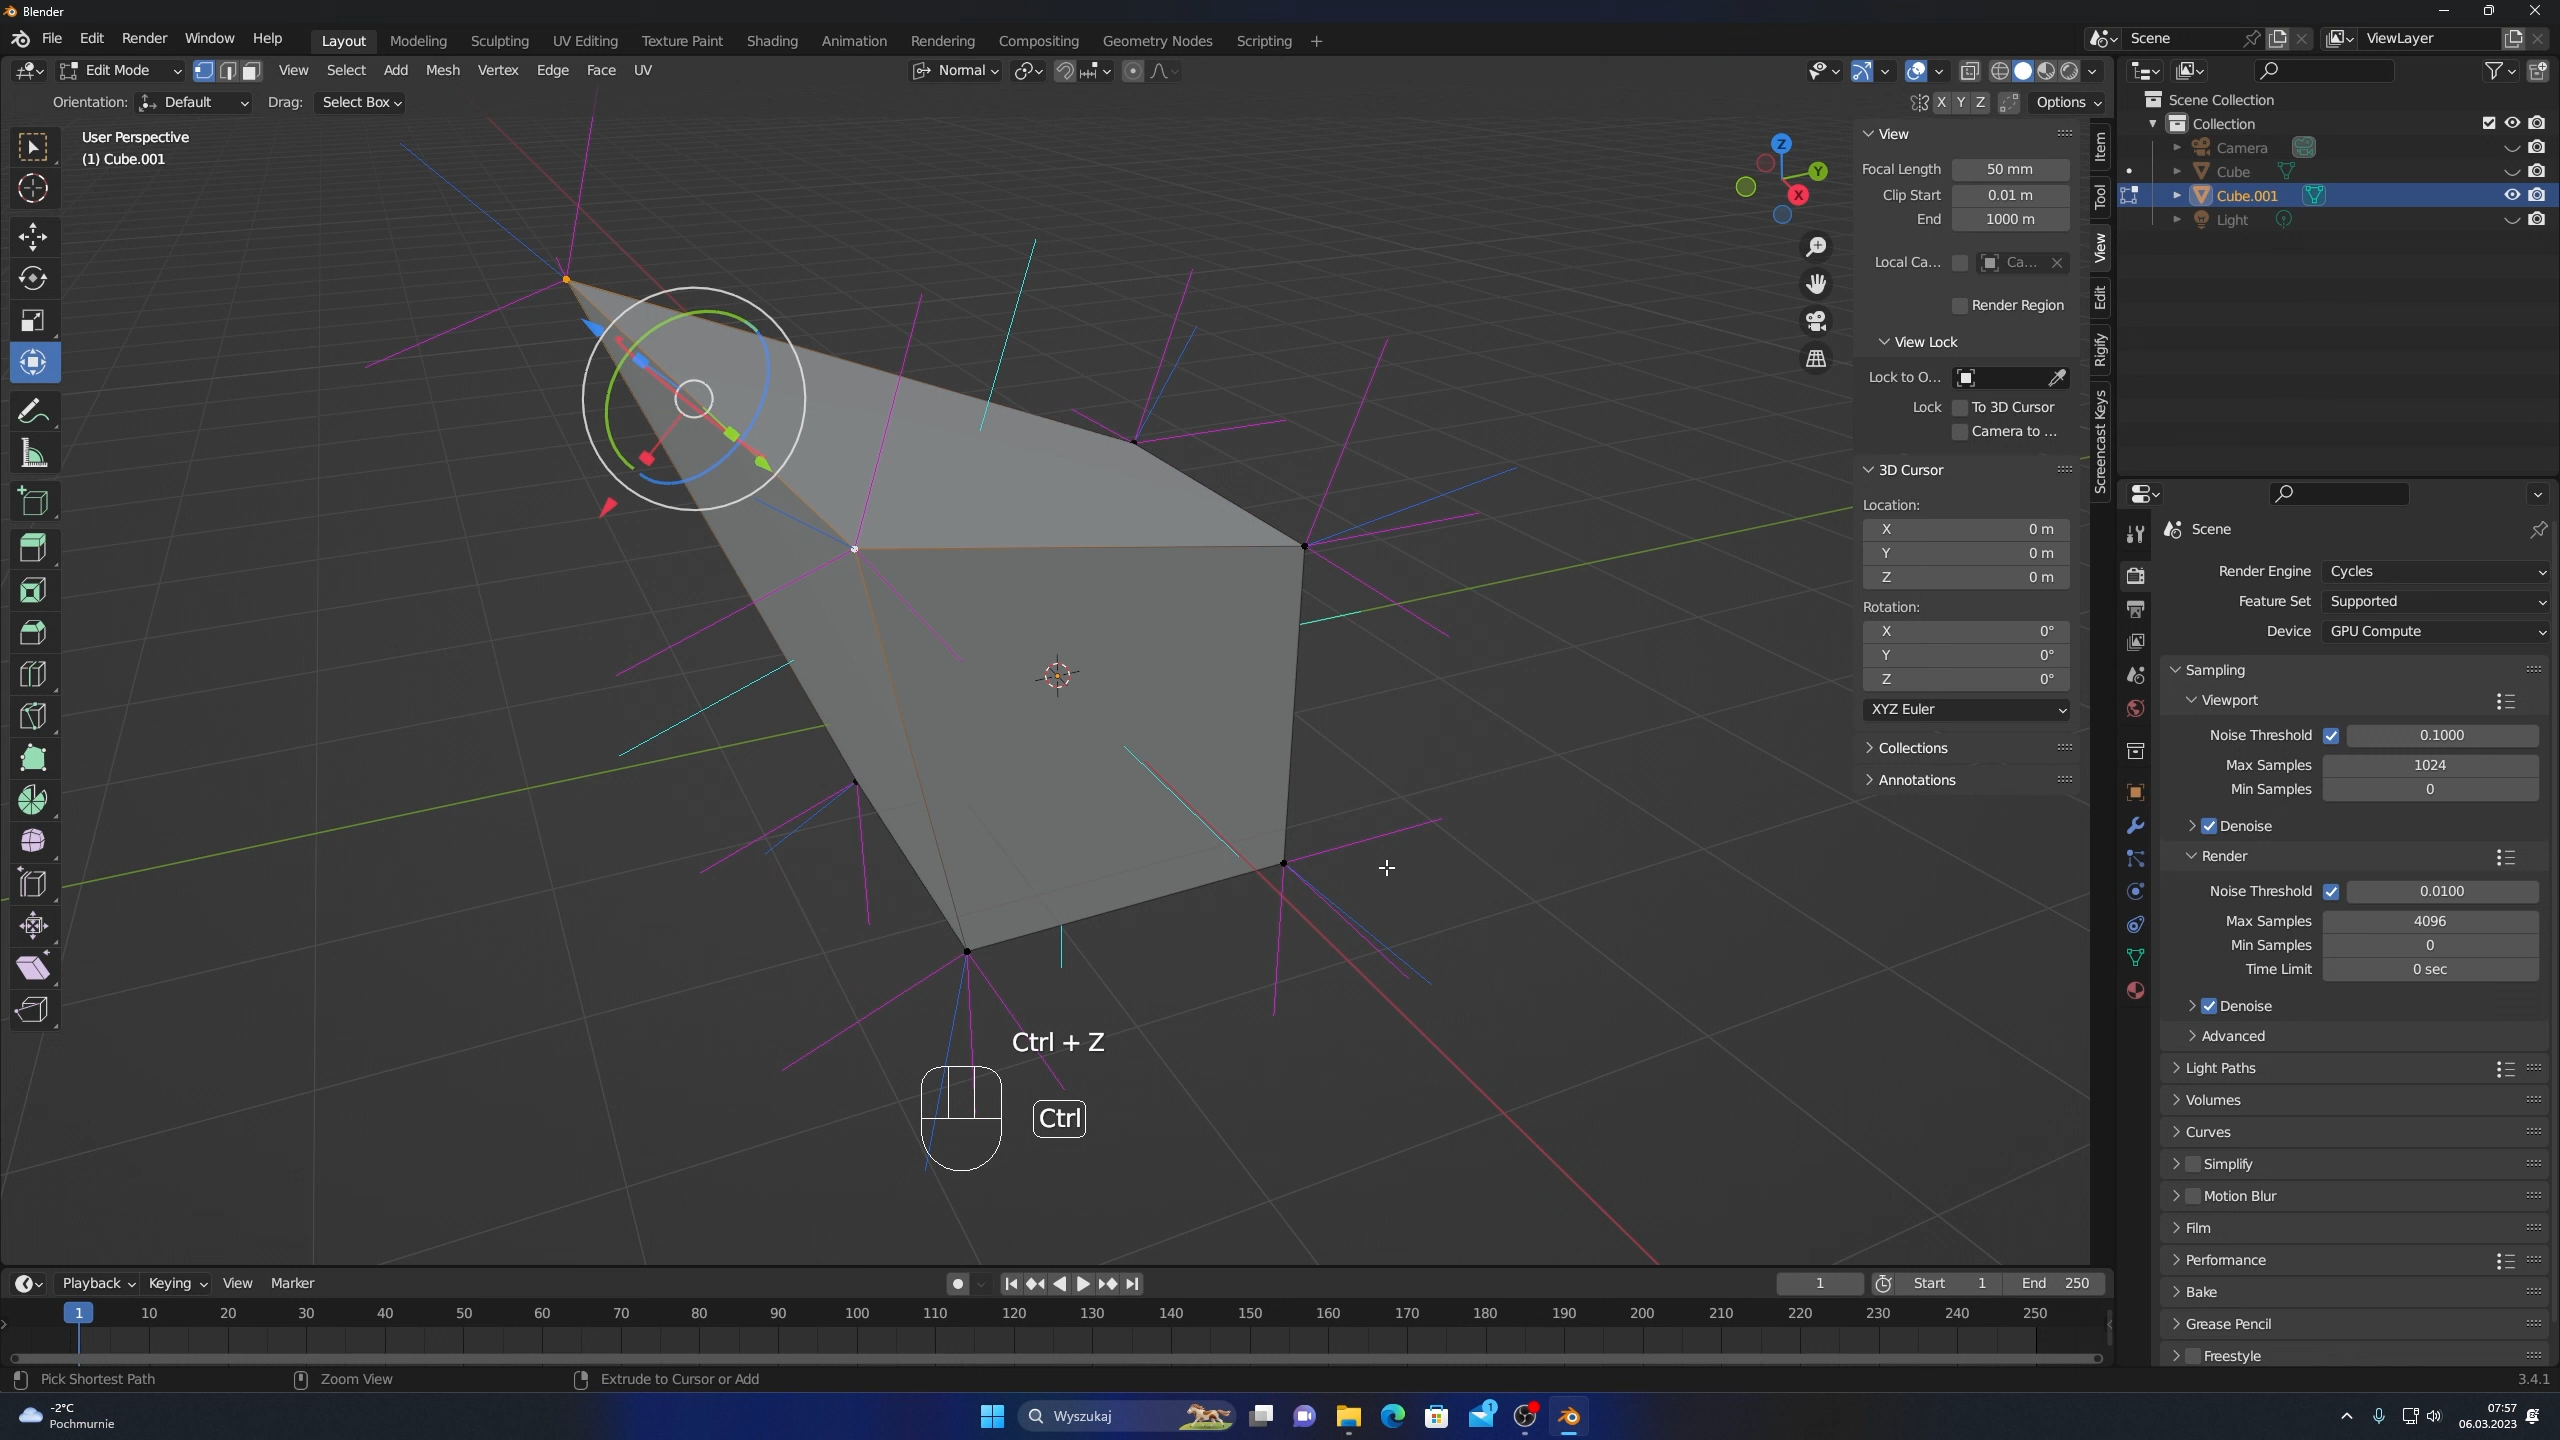 Blender
File Edit Render Window Help Layout Modeling Sculpting UV Editing Texture Paint Shading Animation Rendering Compositing Geometry Nodes Scripting + Scene ViewLayer
Edit Mode View Select Add Mesh Vertex Edge Face UV Normal
Orientation: Default Drag: Select Box X Y Z Options
User Perspective
(1) Cube.001
Z
Y
X
View
Focal Length 50 mm
Clip Start 0.01 m
End 1000 m
Local Ca... Ca...
Render Region
View Lock
Lock to O...
Lock To 3D Cursor
Camera to ...
3D Cursor
Location:
X 0 m
Y 0 m
Z 0 m
Rotation:
X 0°
Y 0°
Z 0°
XYZ Euler
Collections
Annotations
Item
Tool
View
Edit
Rigify
Screencast Keys
Scene Collection
Collection
Camera
Cube
Cube.001
Light
Scene
Render Engine Cycles
Feature Set Supported
Device GPU Compute
Sampling
Viewport
Noise Threshold 0.1000
Max Samples 1024
Min Samples 0
Denoise
Render
Noise Threshold 0.0100
Max Samples 4096
Min Samples 0
Time Limit 0 sec
Denoise
Advanced
Light Paths
Volumes
Curves
Simplify
Motion Blur
Film
Performance
Bake
Grease Pencil
Freestyle
Ctrl + Z
Ctrl
Playback Keying View Marker 1 Start 1 End 250
1 10 20 30 40 50 60 70 80 90 100 110 120 130 140 150 160 170 180 190 200 210 220 230 240 250
Pick Shortest Path Zoom View Extrude to Cursor or Add 3.4.1
-2°C
Pochmurnie
Wyszukaj
1
07:57
06.03.2023